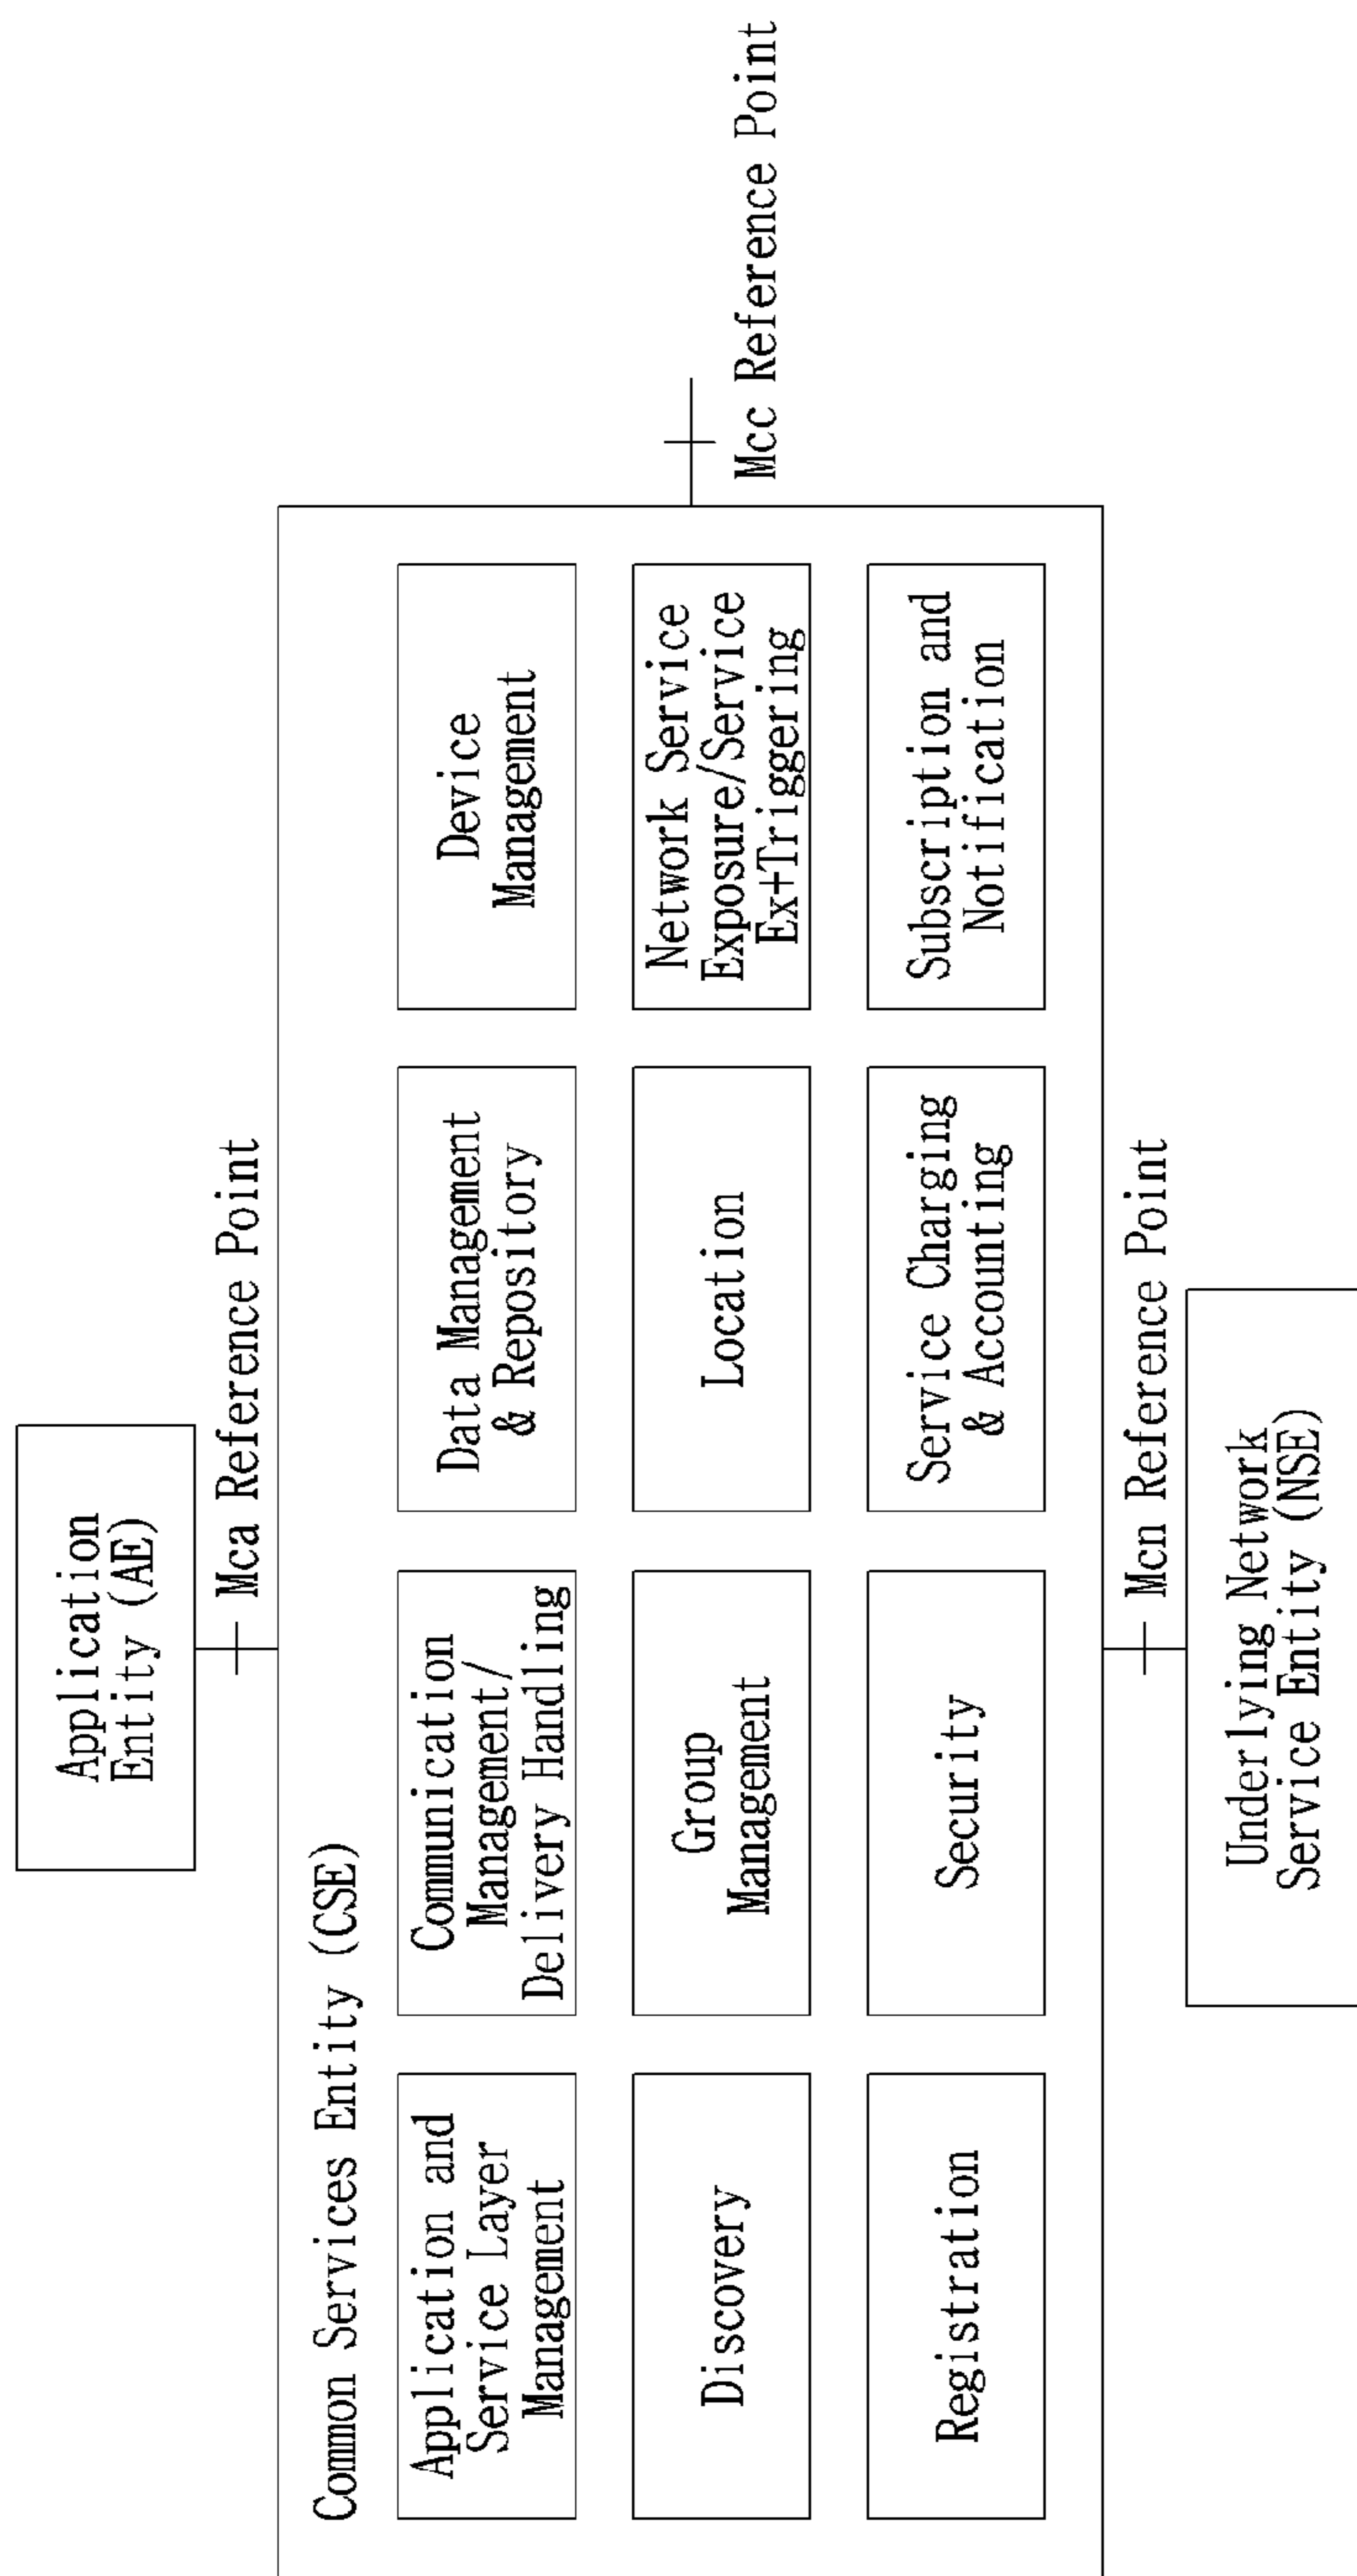 Application
Entity (AE)
Mca Reference Point
Common Services Entity (CSE)
Application and
Service Layer
Management
Communication
Management/
Delivery Handling
Data Management
& Repository
Device
Management
Discovery
Group
Management
Location
Network Service
Exposure/Service
Ex+Triggering
Registration
Security
Service Charging
& Accounting
Subscription and
Notification
Mcc Reference Point
Mcn Reference Point
Underlying Network
Service Entity (NSE)